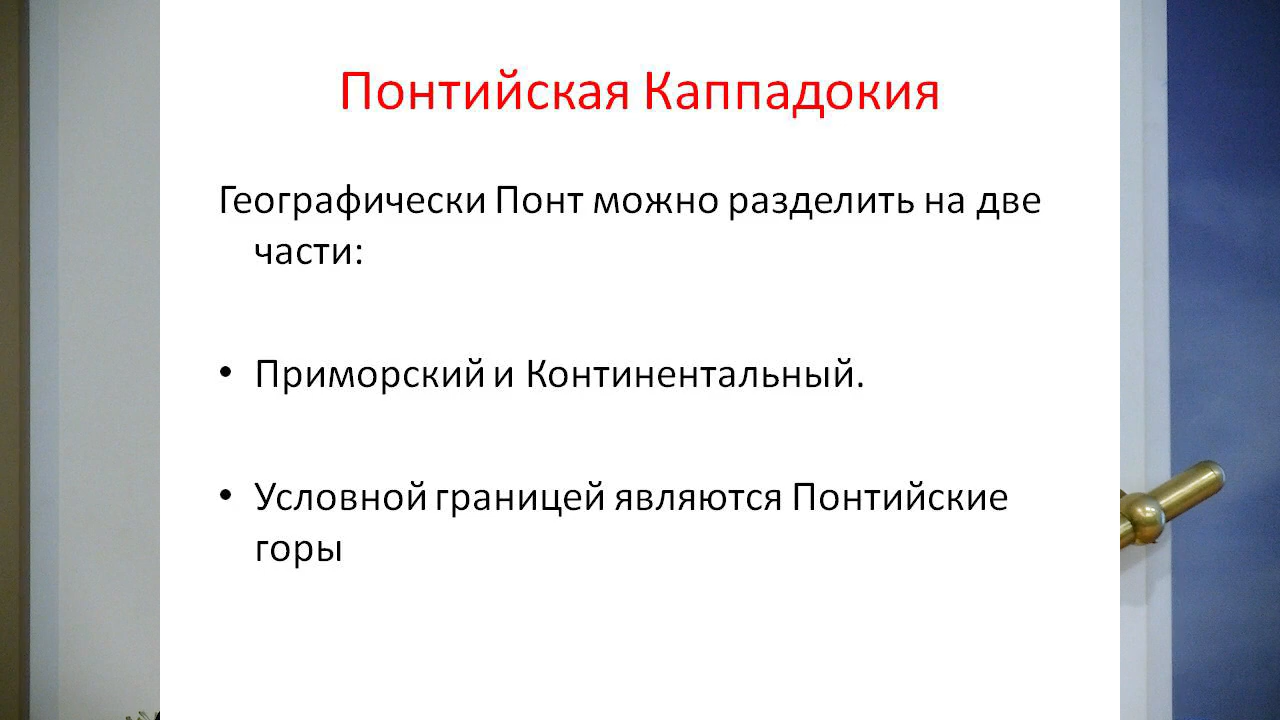 Понтийская Каппадокия
Географически Понт можно разделить на две
части:
• Приморский и Континентальный.
• Условной границей являются Понтийские
горы